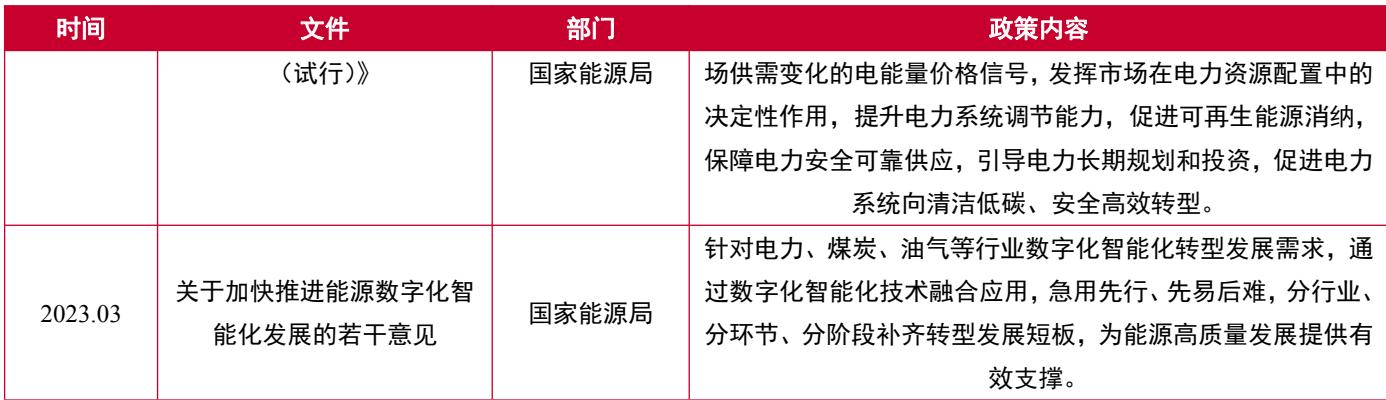 时间 文件 部门 政策内容
（试行）》 国家能源局 场供需变化的电能量价格信号，发挥市场在电力资源配置中的
决定性作用，提升电力系统调节能力，促进可再生能源消纳，
保障电力安全可靠供应，引导电力长期规划和投资，促进电力
系统向清洁低碳、安全高效转型。
2023.03
关于加快推进能源数字化智
能化发展的若干意见
国家能源局
针对电力、煤炭、油气等行业数字化智能化转型发展需求，通
过数字化智能化技术融合应用，急用先行、先易后难，分行业、
分环节、分阶段补齐转型发展短板，为能源高质量发展提供有
效支撑。